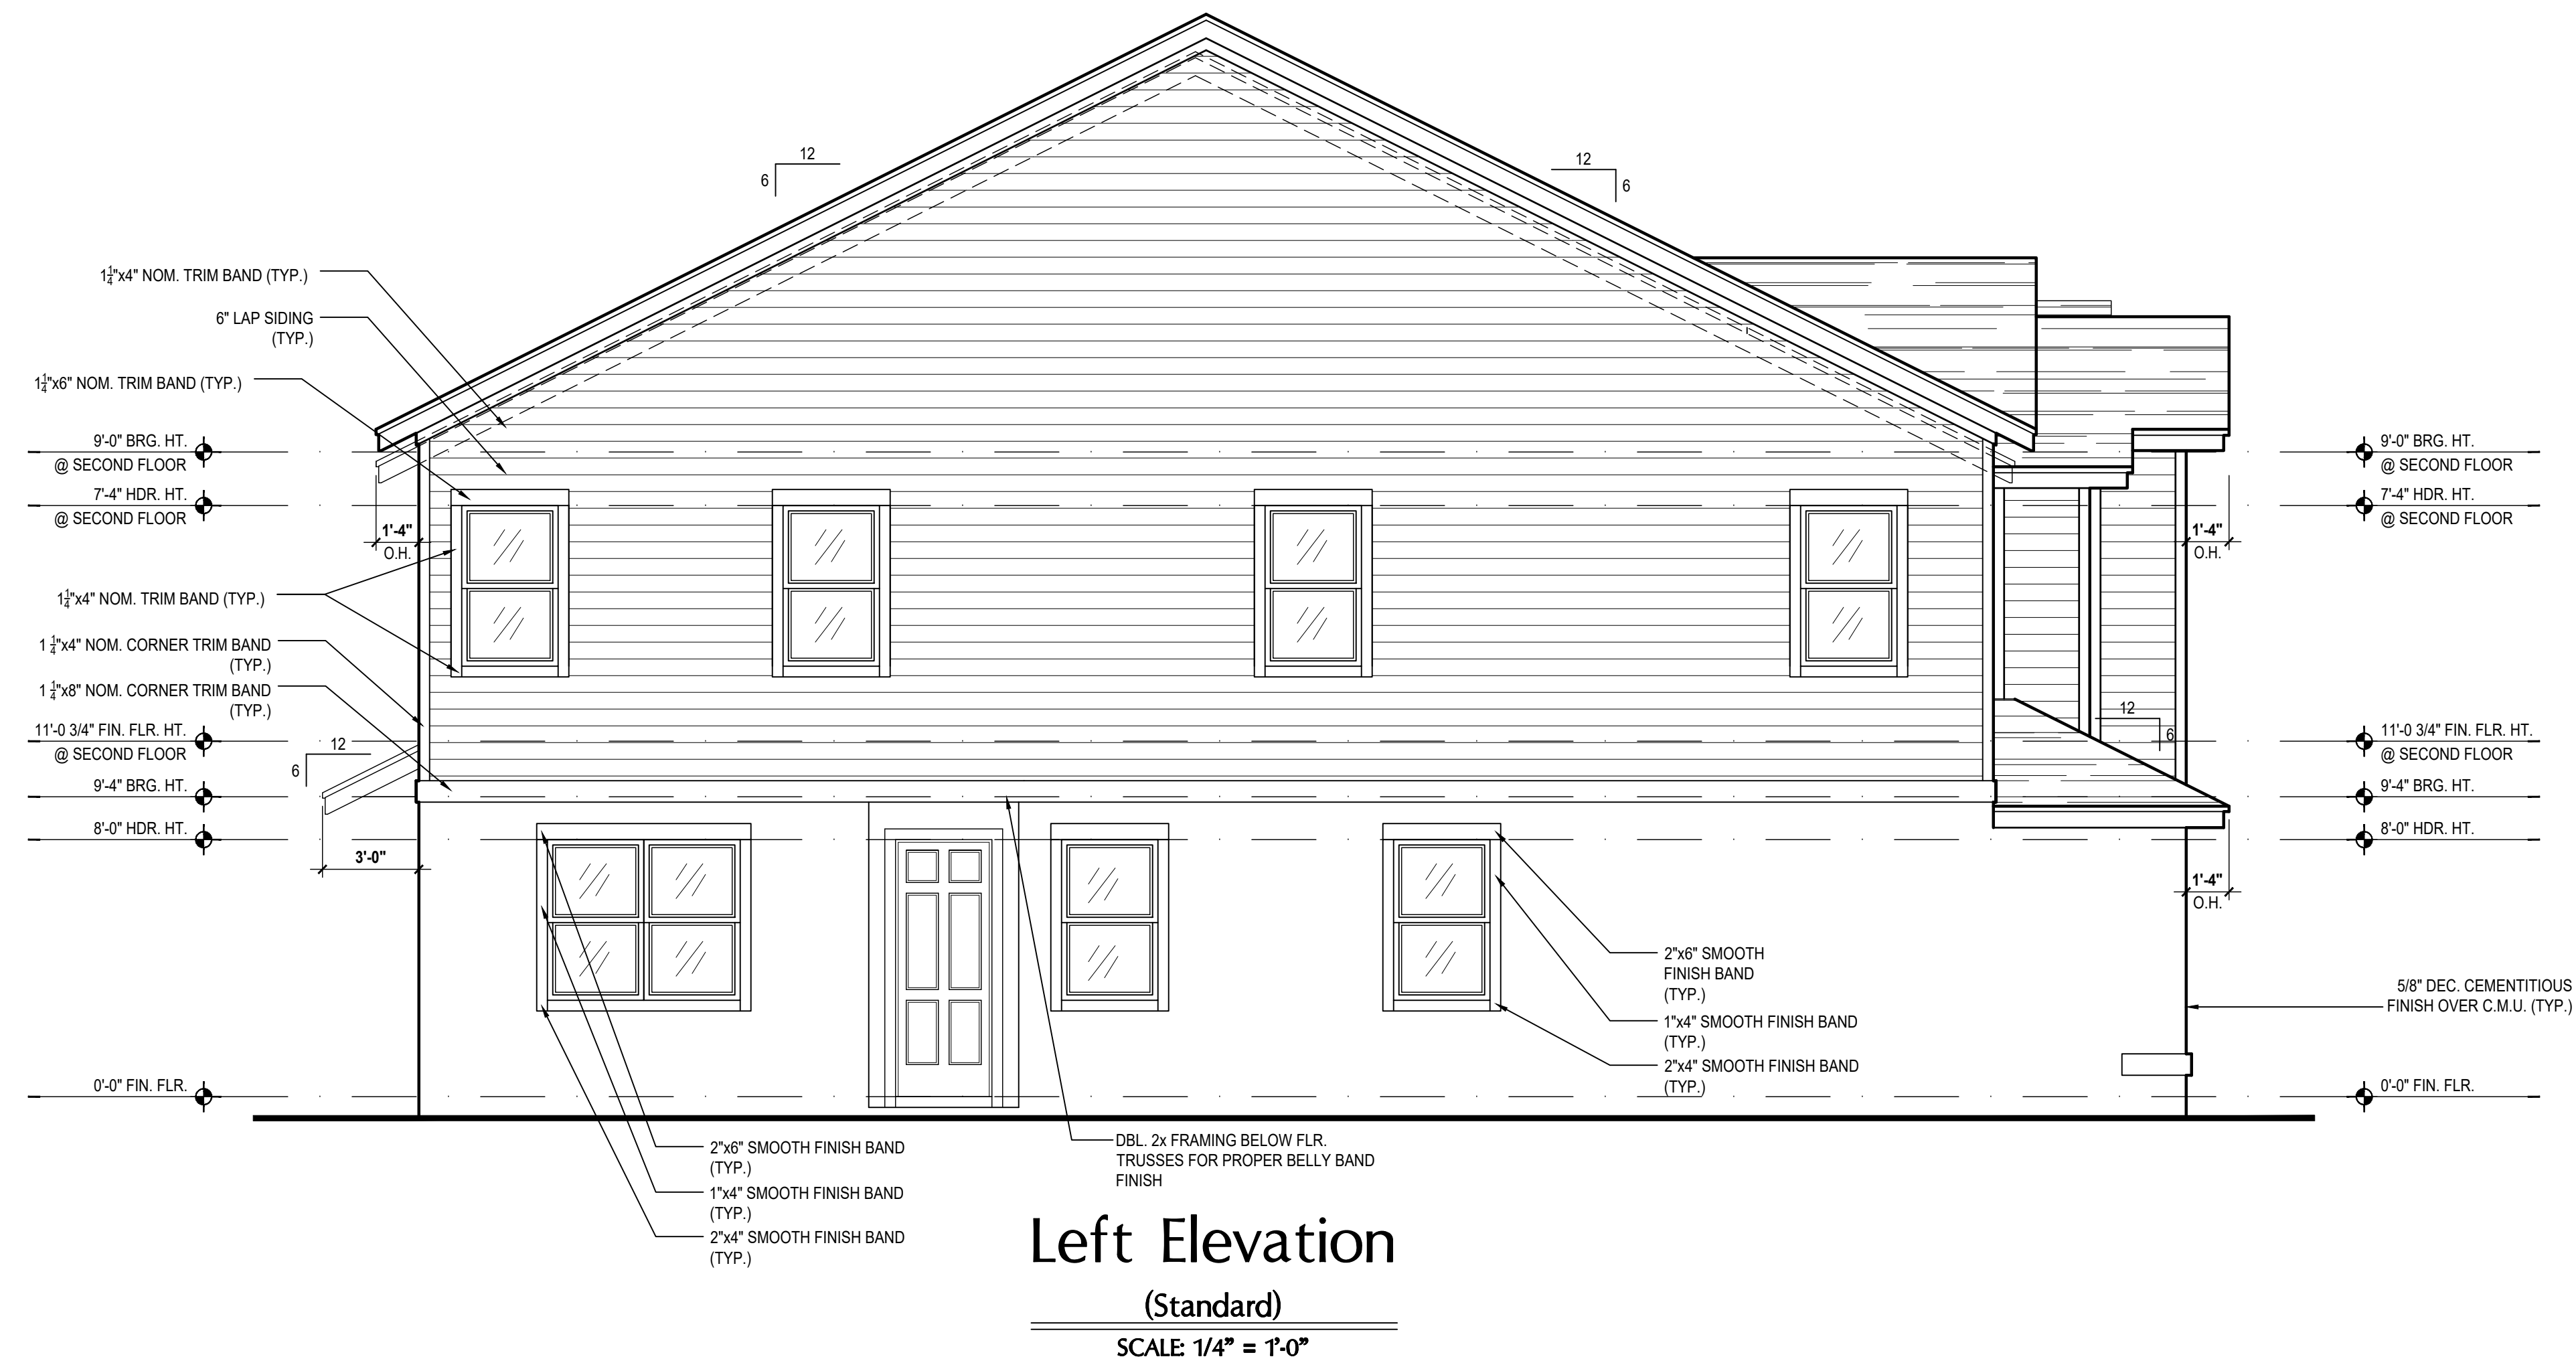 12
6
12
6
1 1/4"x4" NOM. TRIM BAND (TYP.)
6" LAP SIDING
(TYP.)
1 1/4"x6" NOM. TRIM BAND (TYP.)
9'-0" BRG. HT.
@ SECOND FLOOR
7'-4" HDR. HT.
@ SECOND FLOOR
1'-4"
O.H.
1 1/4"x4" NOM. TRIM BAND (TYP.)
1 1/4"x4" NOM. CORNER TRIM BAND
(TYP.)
1 1/4"x8" NOM. CORNER TRIM BAND
(TYP.)
11'-0 3/4" FIN. FLR. HT.
@ SECOND FLOOR
12
6
9'-4" BRG. HT.
8'-0" HDR. HT.
3'-0"
0'-0" FIN. FLR.
9'-0" BRG. HT.
@ SECOND FLOOR
7'-4" HDR. HT.
@ SECOND FLOOR
1'-4"
O.H.
12
6
11'-0 3/4" FIN. FLR. HT.
@ SECOND FLOOR
9'-4" BRG. HT.
8'-0" HDR. HT.
1'-4"
O.H.
2"x6" SMOOTH
FINISH BAND
(TYP.)
1"x4" SMOOTH FINISH BAND
(TYP.)
2"x4" SMOOTH FINISH BAND
(TYP.)
5/8" DEC. CEMENTITIOUS
FINISH OVER C.M.U. (TYP.)
0'-0" FIN. FLR.
2"x6" SMOOTH FINISH BAND
(TYP.)
1"x4" SMOOTH FINISH BAND
(TYP.)
2"x4" SMOOTH FINISH BAND
(TYP.)
DBL. 2x FRAMING BELOW FLR.
TRUSSES FOR PROPER BELLY BAND
FINISH
Left Elevation
(Standard)
SCALE: 1/4" = 1'-0"